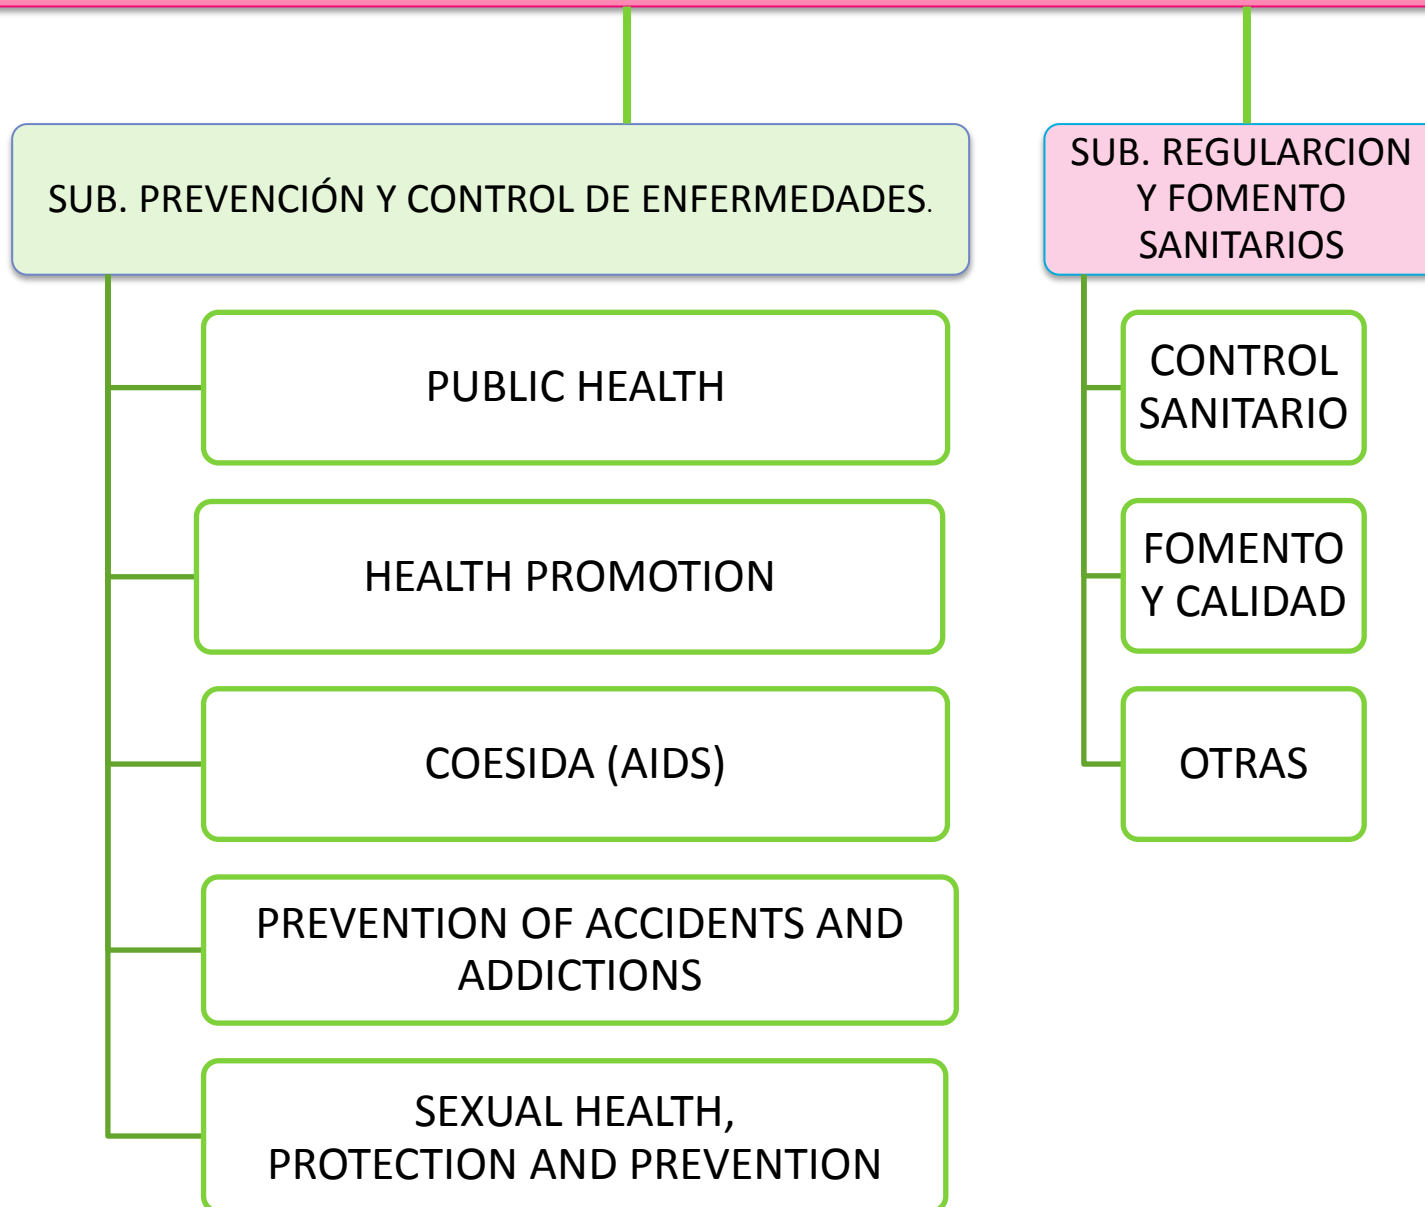 SUB. PREVENCIÓN Y CONTROL DE ENFERMEDADES.
PUBLIC HEALTH
HEALTH PROMOTION
COESIDA (AIDS)
PREVENTION OF ACCIDENTS AND
ADDICTIONS
SEXUAL HEALTH,
PROTECTION AND PREVENTION
SUB. REGULARCION
Y FOMENTO
SANITARIOS
CONTROL
SANITARIO
FOMENTO
Y CALIDAD
OTRAS